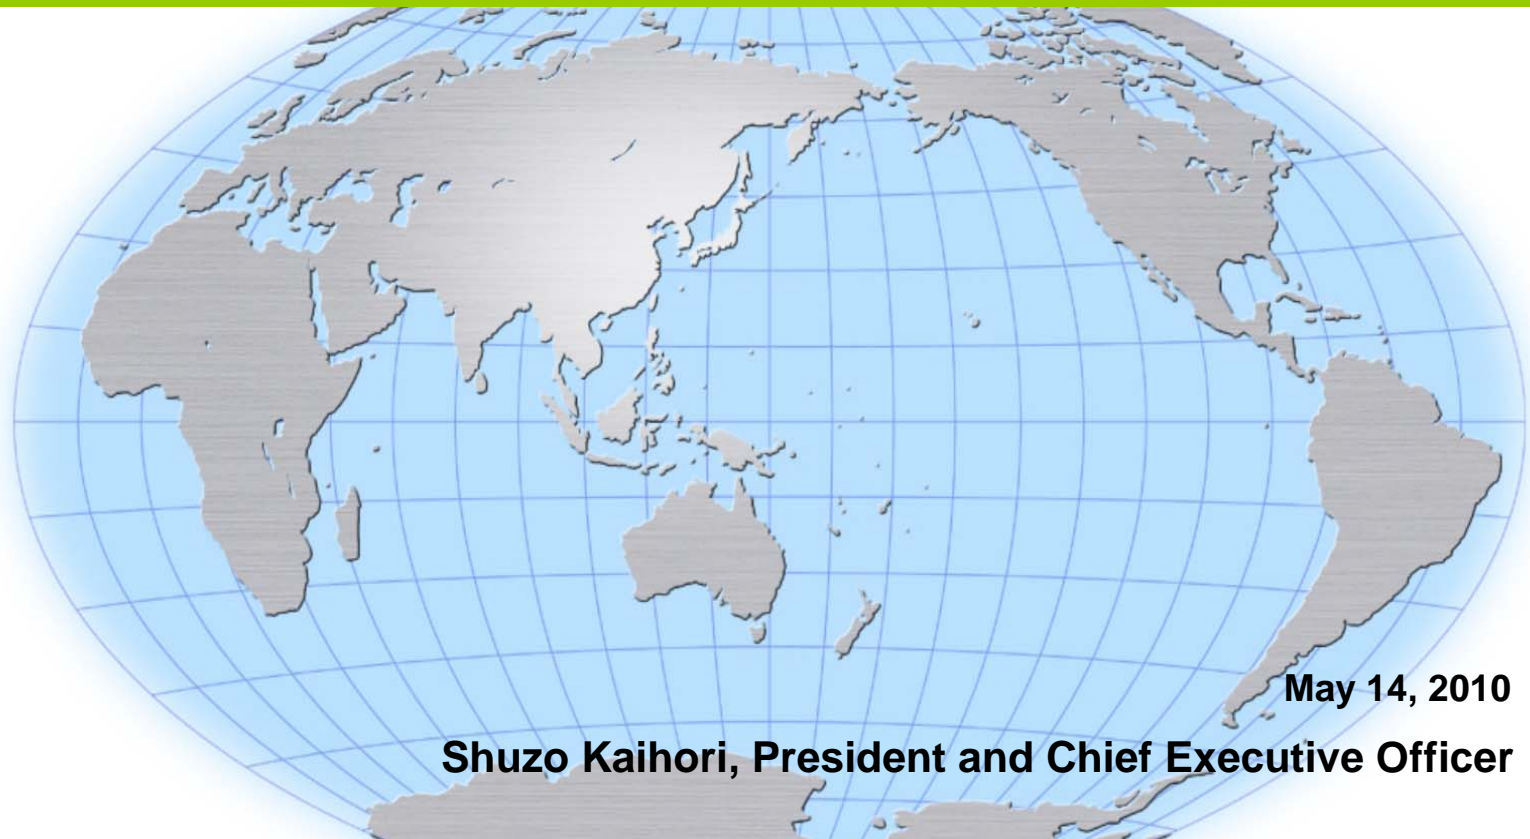 May 14, 2010
Shuzo Kaihori, President and Chief Executive Officer